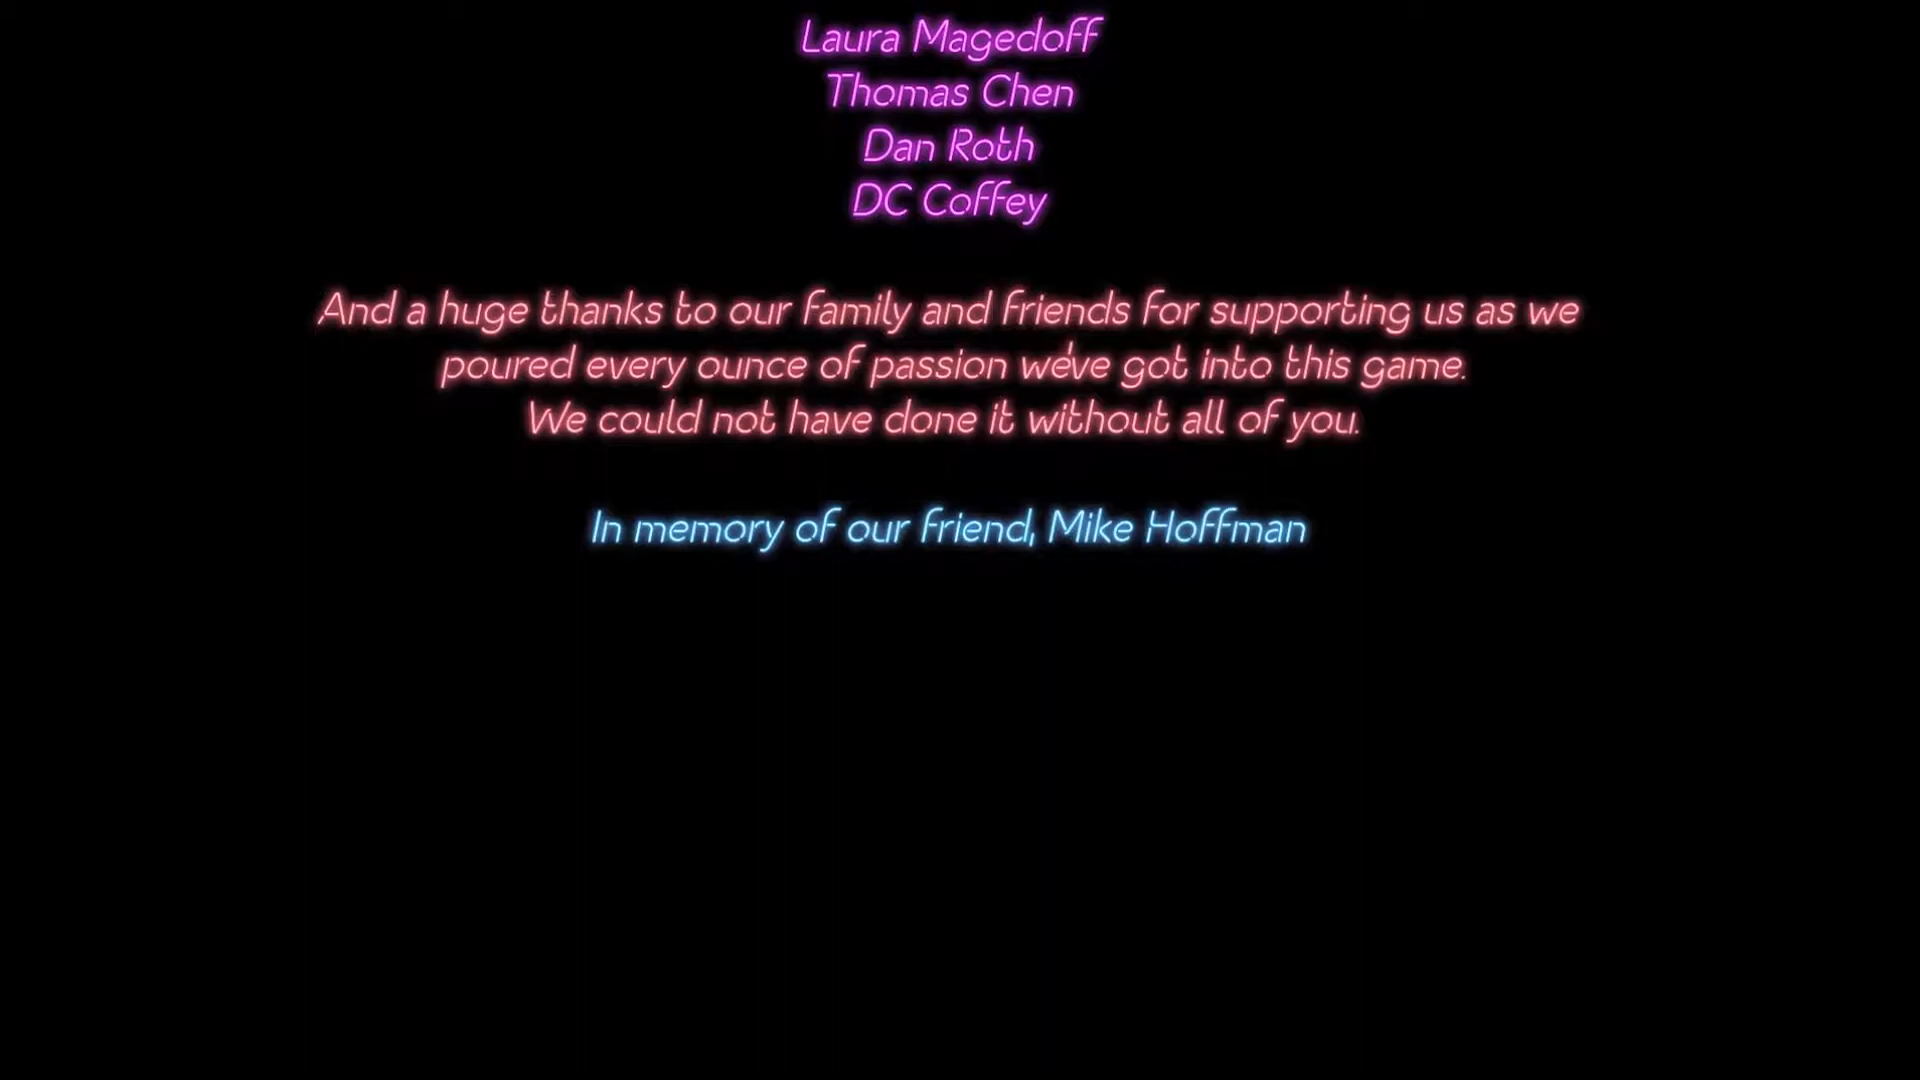 Laura Magedoff
Thomas Chen
Dan Roth
DC Coffey
And a huge thanks to our family and friends for supporting us as we
poured every ounce of passion we've got into this game.
We could not have done it without all of you.
In memory of our friend, Mike Hoffman